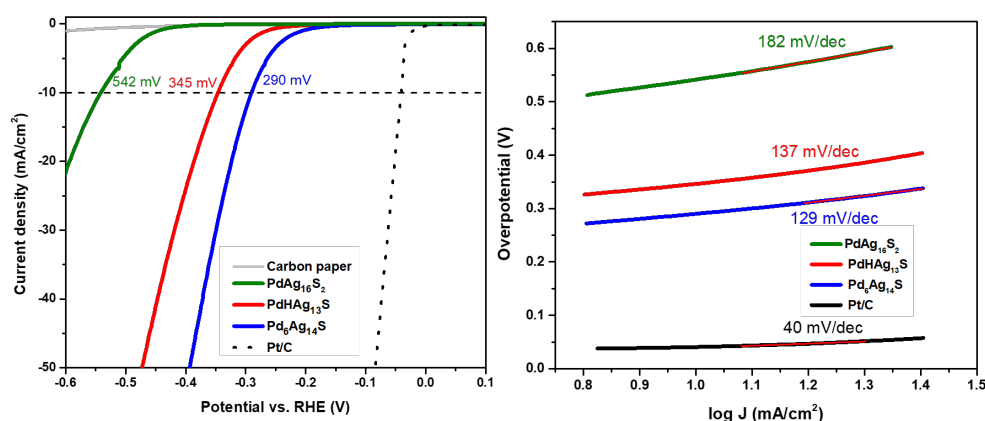 0
-10
-20
-30
-40
-50
-0.6
-0.5
-0.4
-0.3
-0.2
-0.1
0.0
0.1
Current density (mA/cm²)
Potential vs. RHE (V)
542 mV
345 mV
290 mV
Carbon paper
PdAg₁₆S₂
PdHAg₁₃S
Pd₆Ag₁₄S
Pt/C
0.6
0.5
0.4
0.3
0.2
0.1
0.0
0.8
0.9
1.0
1.1
1.2
1.3
1.4
1.5
Overpotential (V)
log J (mA/cm²)
182 mV/dec
137 mV/dec
129 mV/dec
PdAg₁₆S₂
PdHAg₁₃S
Pd₆Ag₁₄S
Pt/C
40 mV/dec